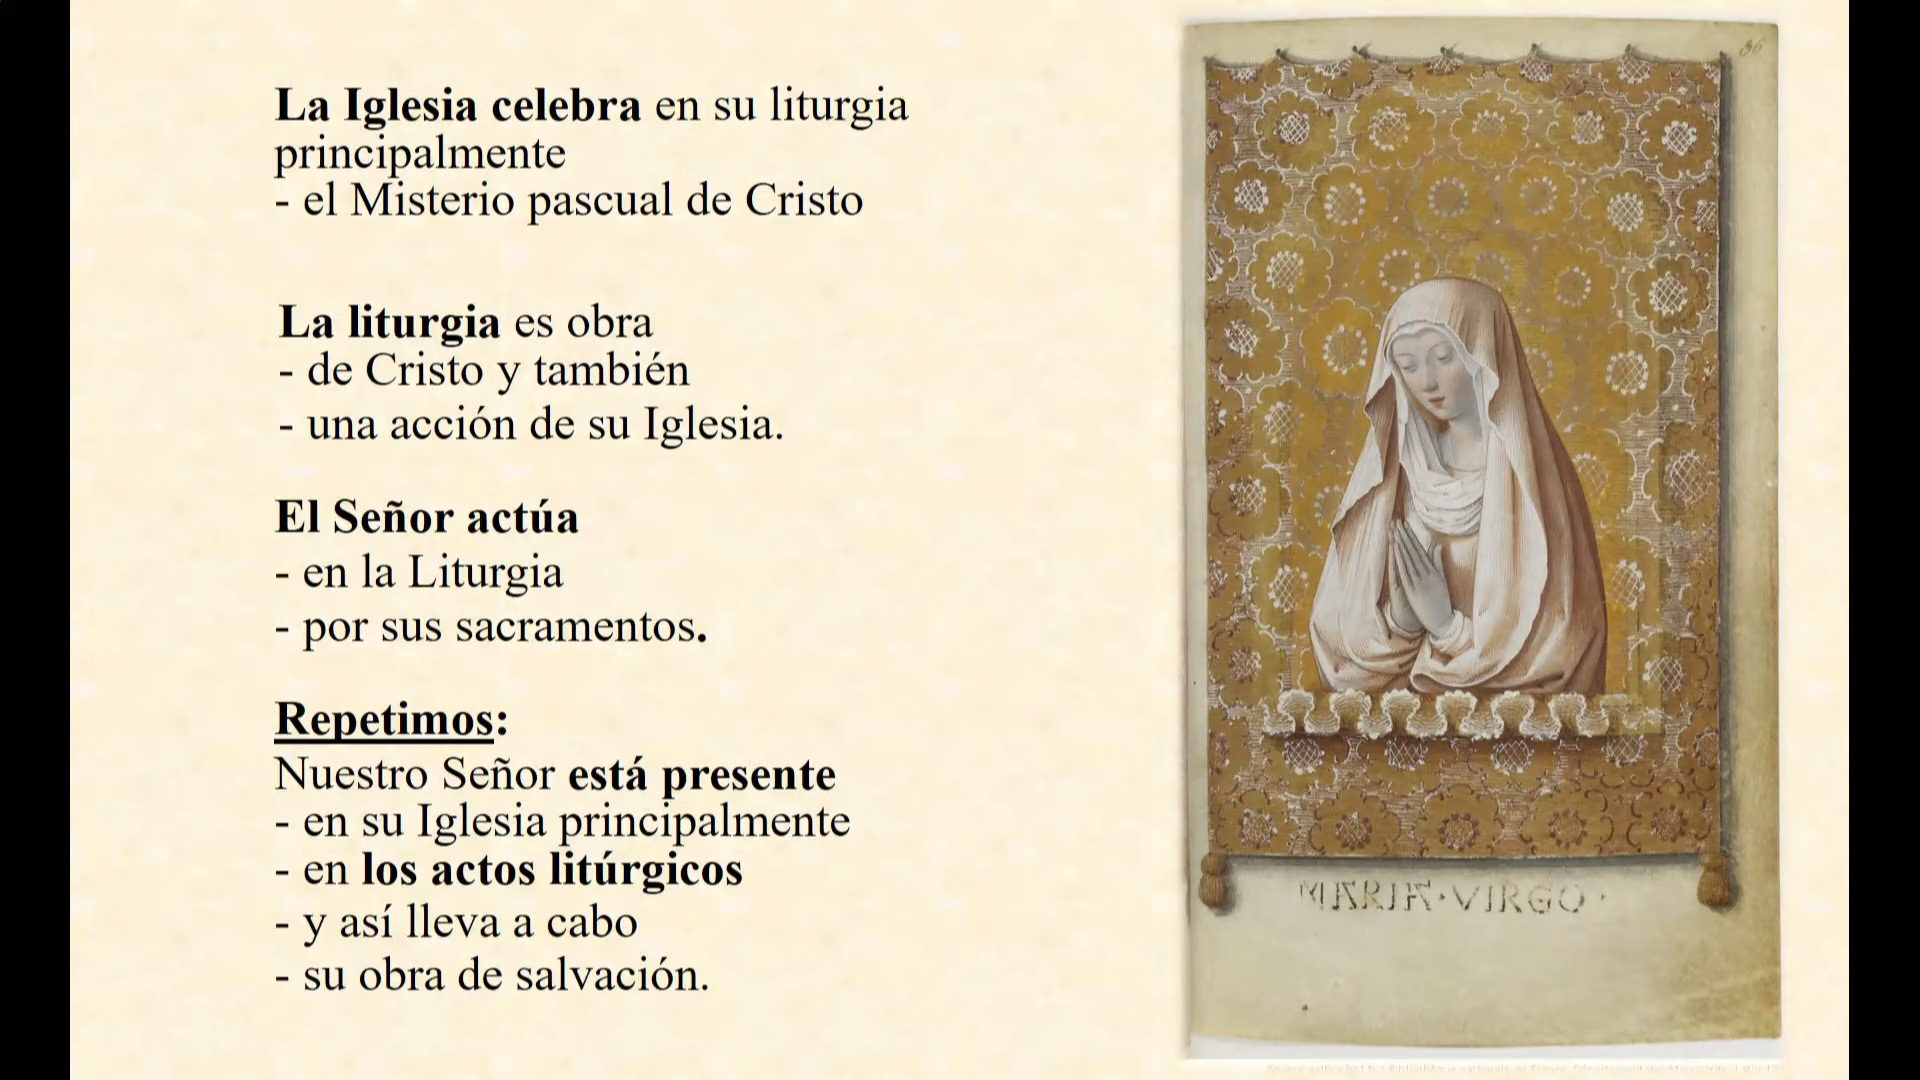 La Iglesia celebra en su liturgia
principalmente
- el Misterio pascual de Cristo
La liturgia es obra
- de Cristo y también
- una acción de su Iglesia.
El Señor actúa
- en la Liturgia
- por sus sacramentos.
Repetimos:
Nuestro Señor está presente
- en su Iglesia principalmente
- en los actos litúrgicos
- y así lleva a cabo
- su obra de salvación.
36
MARIA·VIRGO·